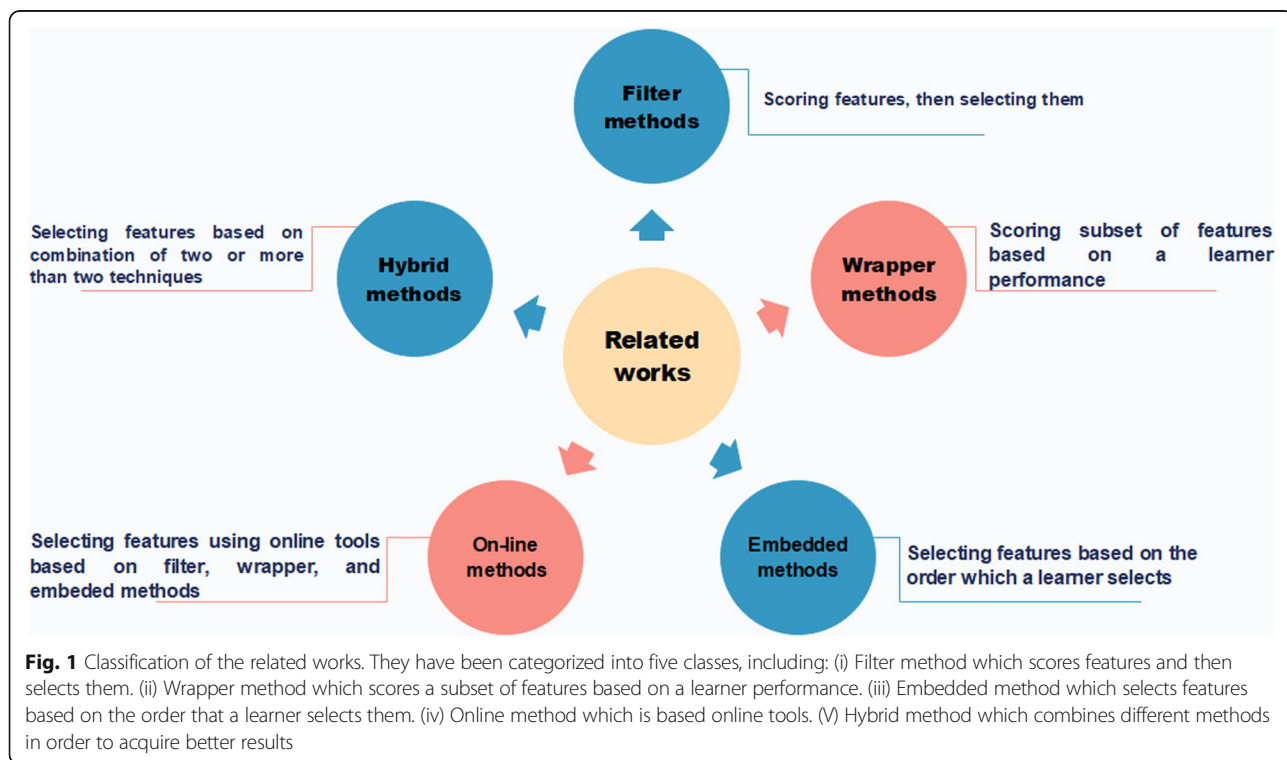 Filter
methods
Scoring features, then selecting them
Selecting features based on
combination of two or more
than two techniques
Hybrid
methods
Scoring subset of features
based on a learner
performance
Wrapper
methods
Related
works
Selecting features using online tools
based on filter, wrapper, and
embeded methods
On-line
methods
Embedded
methods
Selecting features based on the
order which a learner selects
Fig. 1 Classification of the related works. They have been categorized into five classes, including: (i) Filter method which scores features and then
selects them. (ii) Wrapper method which scores a subset of features based on a learner performance. (iii) Embedded method which selects features
based on the order that a learner selects them. (iv) Online method which is based online tools. (V) Hybrid method which combines different methods
in order to acquire better results